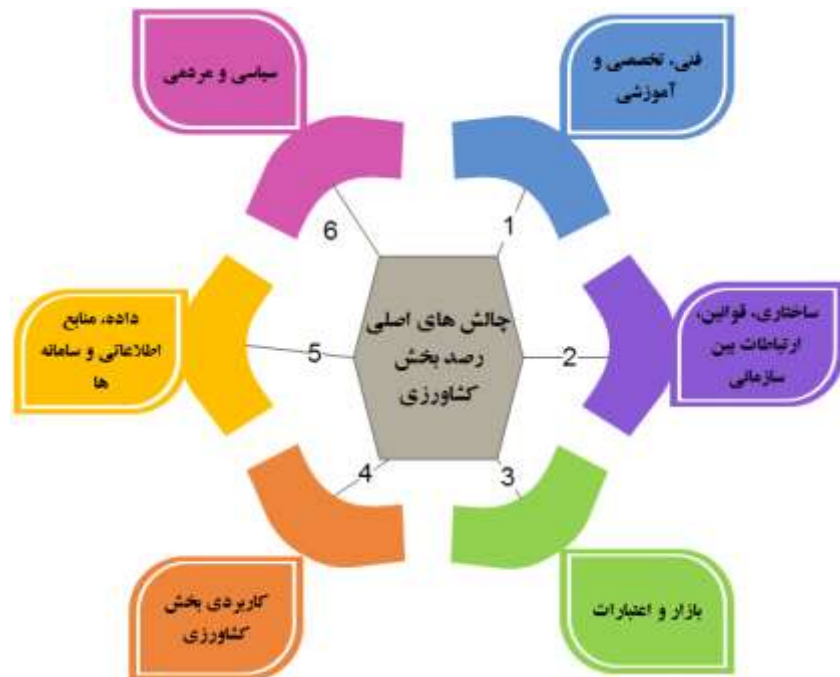 چالش های اصلی
رصد بخش
کشاورزی
1
فنی، تخصصی و
آموزشی
2
ساختاری، قوانین،
ارتباطات بین
سازمانی
3
بازار و اعتبارات
4
کاربردی بخش
کشاورزی
5
داده، منابع
اطلاعاتی و سامانه
ها
6
سیاسی و مردمی